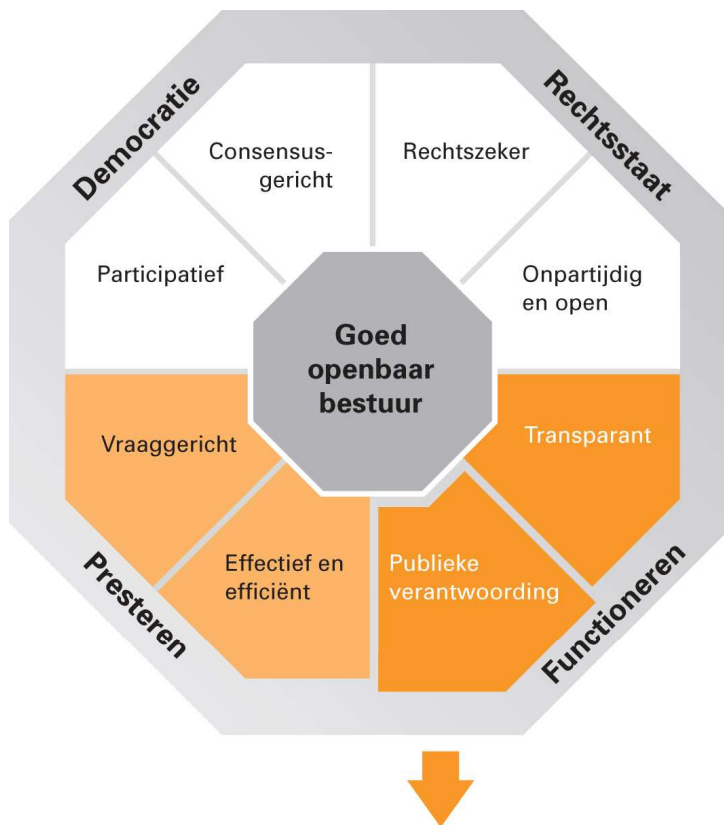 Democratie
Rechtsstaat
Consensus-
gericht
Rechtszeker
Participatief
Onpartijdig
en open
Goed
openbaar
bestuur
Vraaggericht
Transparant
Effectief en
efficiënt
Publieke
verantwoording
Presteren
Functioneren